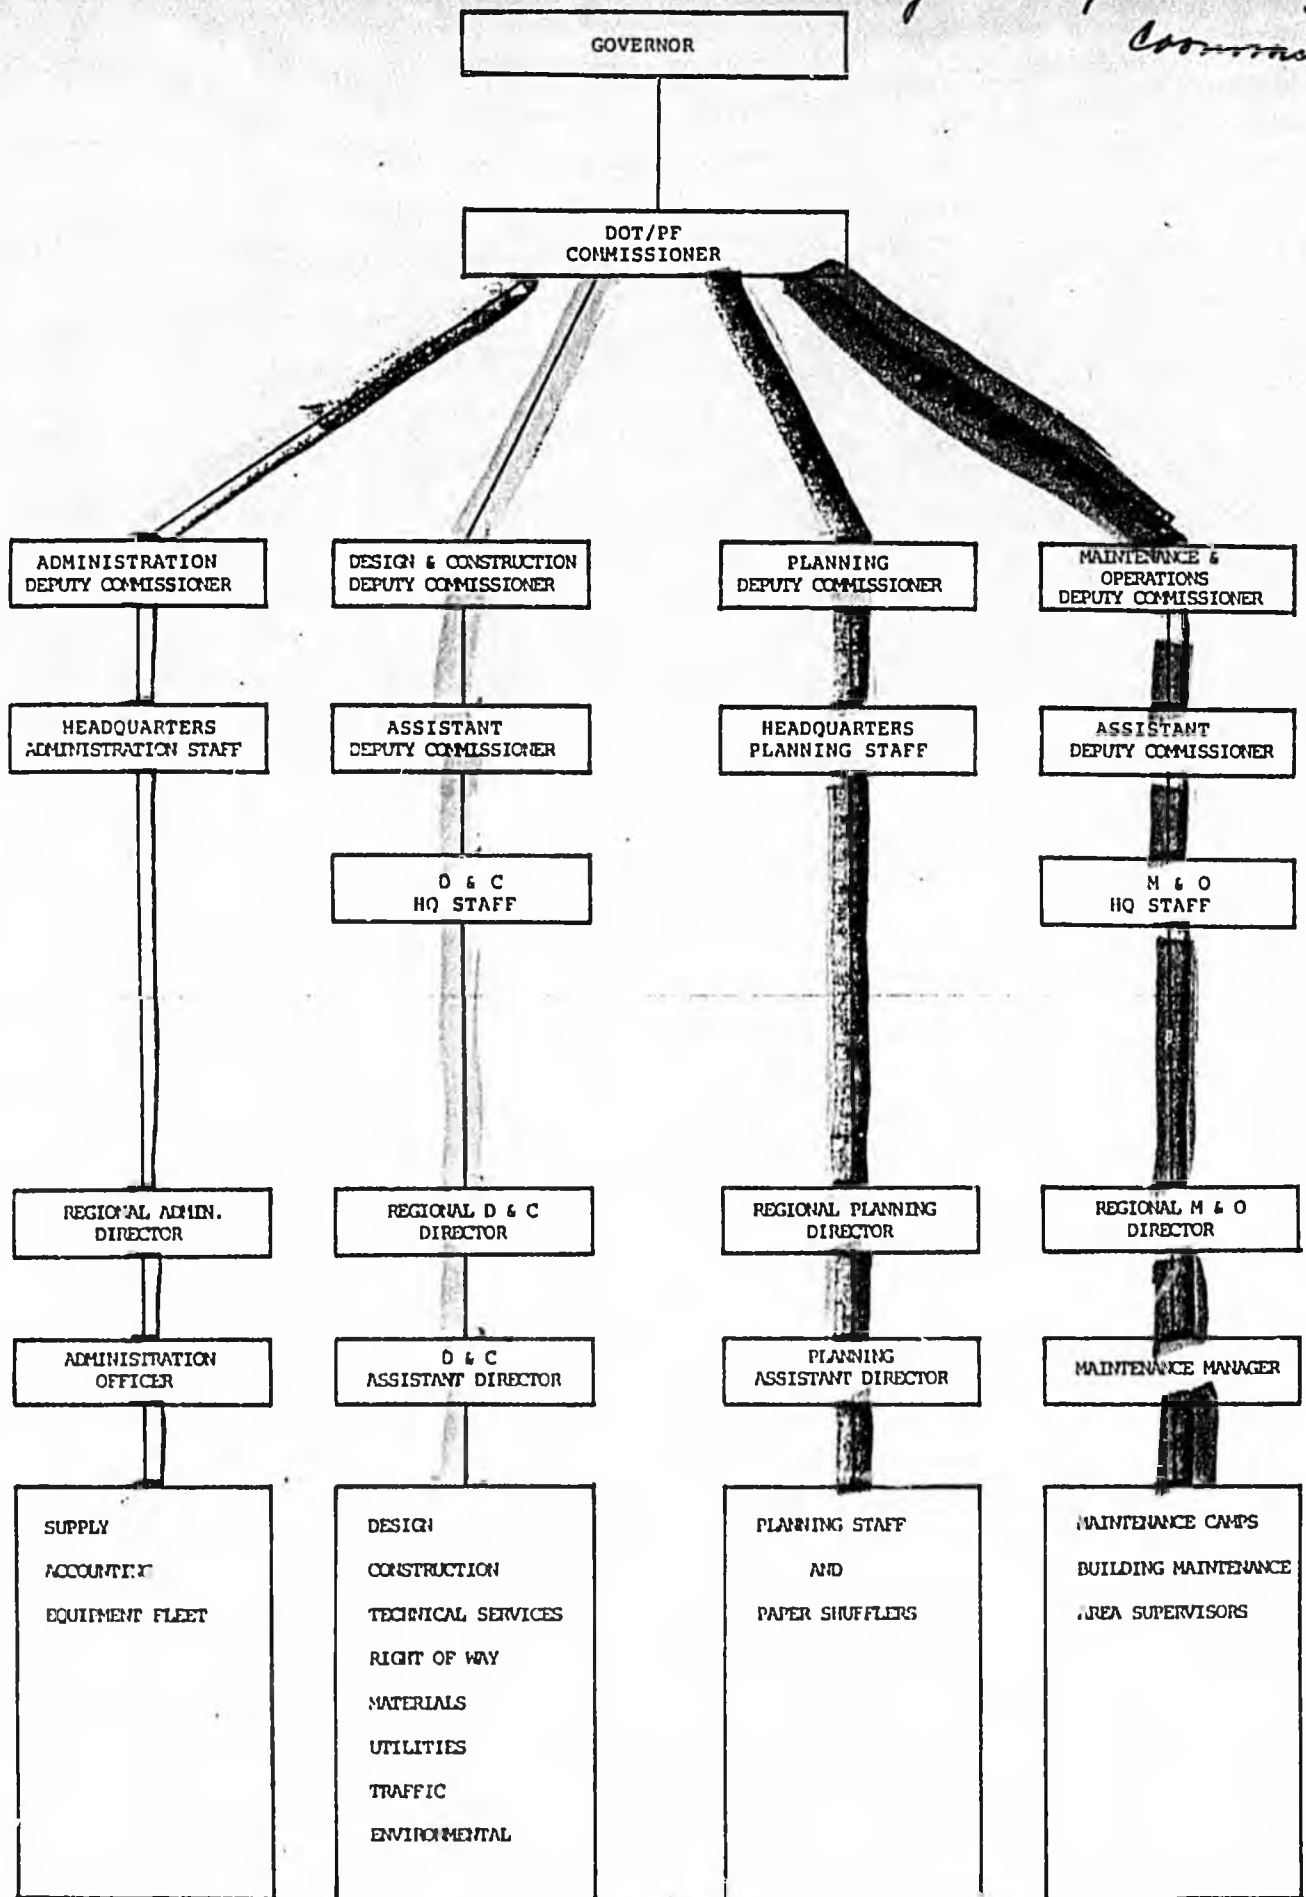 GOVERNOR
DOT/PF
COMMISSIONER
ADMINISTRATION
DEPUTY COMMISSIONER
DESIGN & CONSTRUCTION
DEPUTY COMMISSIONER
PLANNING
DEPUTY COMMISSIONER
MAINTENANCE &
OPERATIONS
DEPUTY COMMISSIONER
HEADQUARTERS
ADMINISTRATION STAFF
ASSISTANT
DEPUTY COMMISSIONER
HEADQUARTERS
PLANNING STAFF
ASSISTANT
DEPUTY COMMISSIONER
D & C
HQ STAFF
M & O
HQ STAFF
REGIONAL ADMIN.
DIRECTOR
REGIONAL D & C
DIRECTOR
REGIONAL PLANNING
DIRECTOR
REGIONAL M & O
DIRECTOR
ADMINISTRATION
OFFICER
D & C
ASSISTANT DIRECTOR
PLANNING
ASSISTANT DIRECTOR
MAINTENANCE MANAGER
SUPPLY
ACCOUNTING
EQUIPMENT FLEET
DESIGN
CONSTRUCTION
TECHNICAL SERVICES
RIGHT OF WAY
MATERIALS
UTILITIES
TRAFFIC
ENVIRONMENTAL
PLANNING STAFF
AND
PAPER SHUFFLERS
MAINTENANCE CAMPS
BUILDING MAINTENANCE
AREA SUPERVISORS